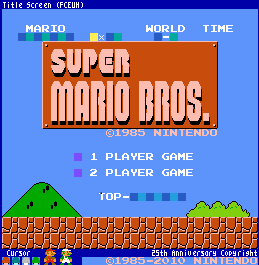 Title Screen (FCEUH)
MARIO WORLD TIME
x -
SUPER
MARIO BROS.
©1985 NINTENDO
1 PLAYER GAME
2 PLAYER GAME
TOP-
Cursor 25th Anniversary Copyright
©1985-2010 NINTENDO